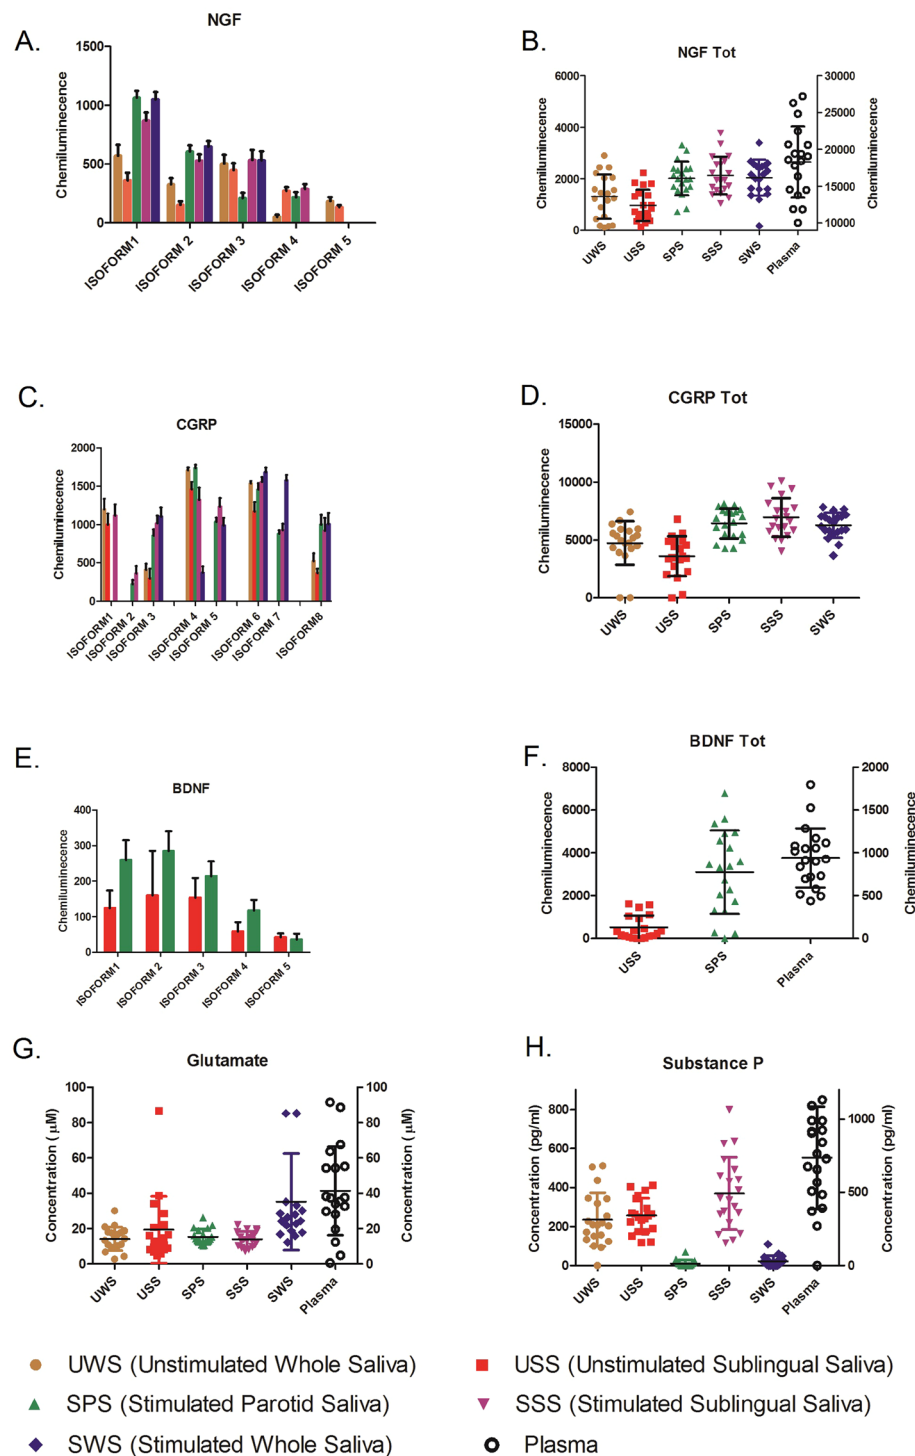 A.
NGF
Chemiluminecence
1500
1000
500
0
ISOFORM1
ISOFORM 2
ISOFORM 3
ISOFORM 4
ISOFORM 5
B.
NGF Tot
Chemiluminecence
6000
4000
2000
0
30000
25000
20000
15000
10000
Chemiluminecence
UWS
USS
SPS
SSS
SWS
Plasma
C.
CGRP
Chemiluminecence
2000
1500
1000
500
0
ISOFORM1
ISOFORM 2
ISOFORM 3
ISOFORM 4
ISOFORM 5
ISOFORM 6
ISOFORM 7
ISOFORM8
D.
CGRP Tot
Chemiluminecence
15000
10000
5000
0
UWS
USS
SPS
SSS
SWS
E.
BDNF
Chemiluminecence
400
300
200
100
0
ISOFORM1
ISOFORM 2
ISOFORM 3
ISOFORM 4
ISOFORM 5
F.
BDNF Tot
Chemiluminecence
8000
6000
4000
2000
0
2000
1500
1000
500
0
Chemiluminecence
USS
SPS
Plasma
G.
Glutamate
Concentration (µM)
100
80
60
40
20
0
100
80
60
40
20
0
Concentration (µM)
UWS
USS
SPS
SSS
SWS
Plasma
H.
Substance P
Concentration (pg/ml)
800
600
400
200
0
1000
500
0
Concentration (pg/ml)
UWS
USS
SPS
SSS
SWS
Plasma
UWS (Unstimulated Whole Saliva)
USS (Unstimulated Sublingual Saliva)
SPS (Stimulated Parotid Saliva)
SSS (Stimulated Sublingual Saliva)
SWS (Stimulated Whole Saliva)
Plasma